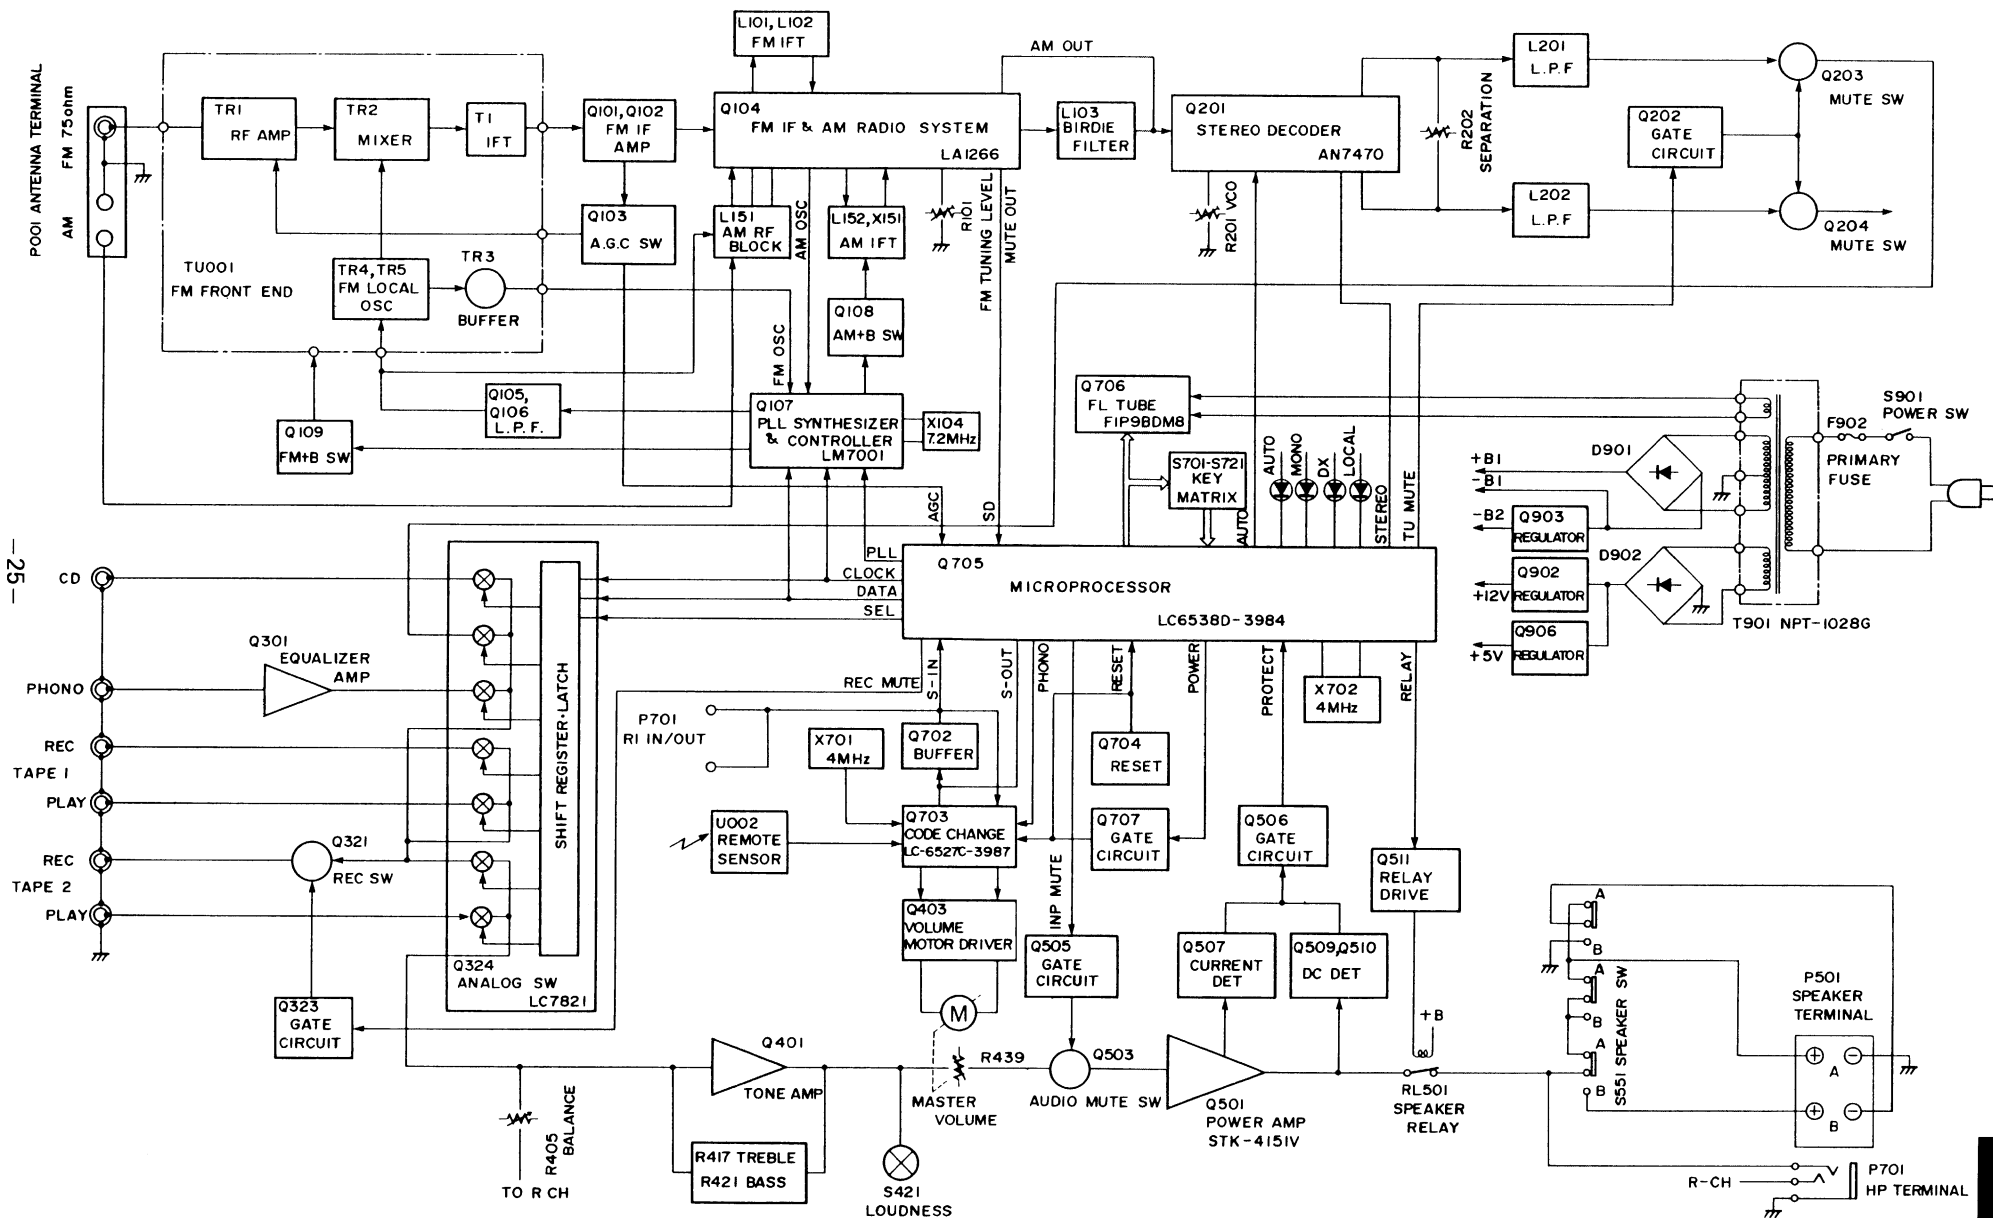 P001 ANTENNA TERMINAL
FM 75ohm
AM
TU001
FM FRONT END
TR1
RF AMP
TR2
MIXER
T1
IFT
TR4, TR5
FM LOCAL
OSC
TR3
BUFFER
Q101, Q102
FM IF
AMP
Q103
A.G.C SW
L101, L102
FM IFT
Q104
FM IF & AM RADIO SYSTEM
LA1266
AM OUT
L103
BIRDIE
FILTER
L151
AM RF
BLOCK
AM OSC
L152, X151
AM IFT
R101
FM TUNING LEVEL
MUTE OUT
Q108
AM+B SW
FM OSC
Q201
STEREO DECODER
AN7470
R201 VCO
R202
SEPARATION
L201
L.P.F
L202
L.P.F
Q202
GATE
CIRCUIT
Q203
MUTE SW
Q204
MUTE SW
Q109
FM+B SW
Q105,
Q106
L.P.F.
Q107
PLL SYNTHESIZER
& CONTROLLER
LM7001
X104
7.2MHz
Q706
FL TUBE
FIP9BDM8
S701-S721
KEY
MATRIX
AUTO
MONO
DX
LOCAL
AUTO
STEREO
TU MUTE
AGC
SD
PLL
CLOCK
DATA
SEL
Q705
MICROPROCESSOR
LC6538D-3984
+B1
-B1
-B2
+12V
+5V
D901
Q903
REGULATOR
D902
Q902
REGULATOR
Q906
REGULATOR
T901 NPT-1028G
F902
PRIMARY
FUSE
S901
POWER SW
-25-
CD
PHONO
REC
TAPE 1
PLAY
REC
TAPE 2
PLAY
Q301
EQUALIZER
AMP
Q321
REC SW
Q323
GATE
CIRCUIT
SHIFT REGISTER·LATCH
Q324
ANALOG SW
LC7821
REC MUTE
S-IN
S-OUT
PHONO
RESET
POWER
PROTECT
RELAY
P701
RI IN/OUT
X701
4MHz
Q702
BUFFER
U002
REMOTE
SENSOR
Q703
CODE CHANGE
LC-6527C-3987
Q704
RESET
Q707
GATE
CIRCUIT
X702
4MHz
Q506
GATE
CIRCUIT
Q511
RELAY
DRIVE
INP MUTE
Q403
VOLUME
MOTOR DRIVER
Q505
GATE
CIRCUIT
Q507
CURRENT
DET
Q509,Q510
DC DET
M
+B
R405
BALANCE
TO R CH
Q401
TONE AMP
R417 TREBLE
R421 BASS
S421
LOUDNESS
MASTER
VOLUME
R439
Q503
AUDIO MUTE SW
Q501
POWER AMP
STK-4151V
RL501
SPEAKER
RELAY
A
B
A
B
A
B
S551 SPEAKER SW
P501
SPEAKER
TERMINAL
+
-
A
+
-
B
R-CH
P701
HP TERMINAL